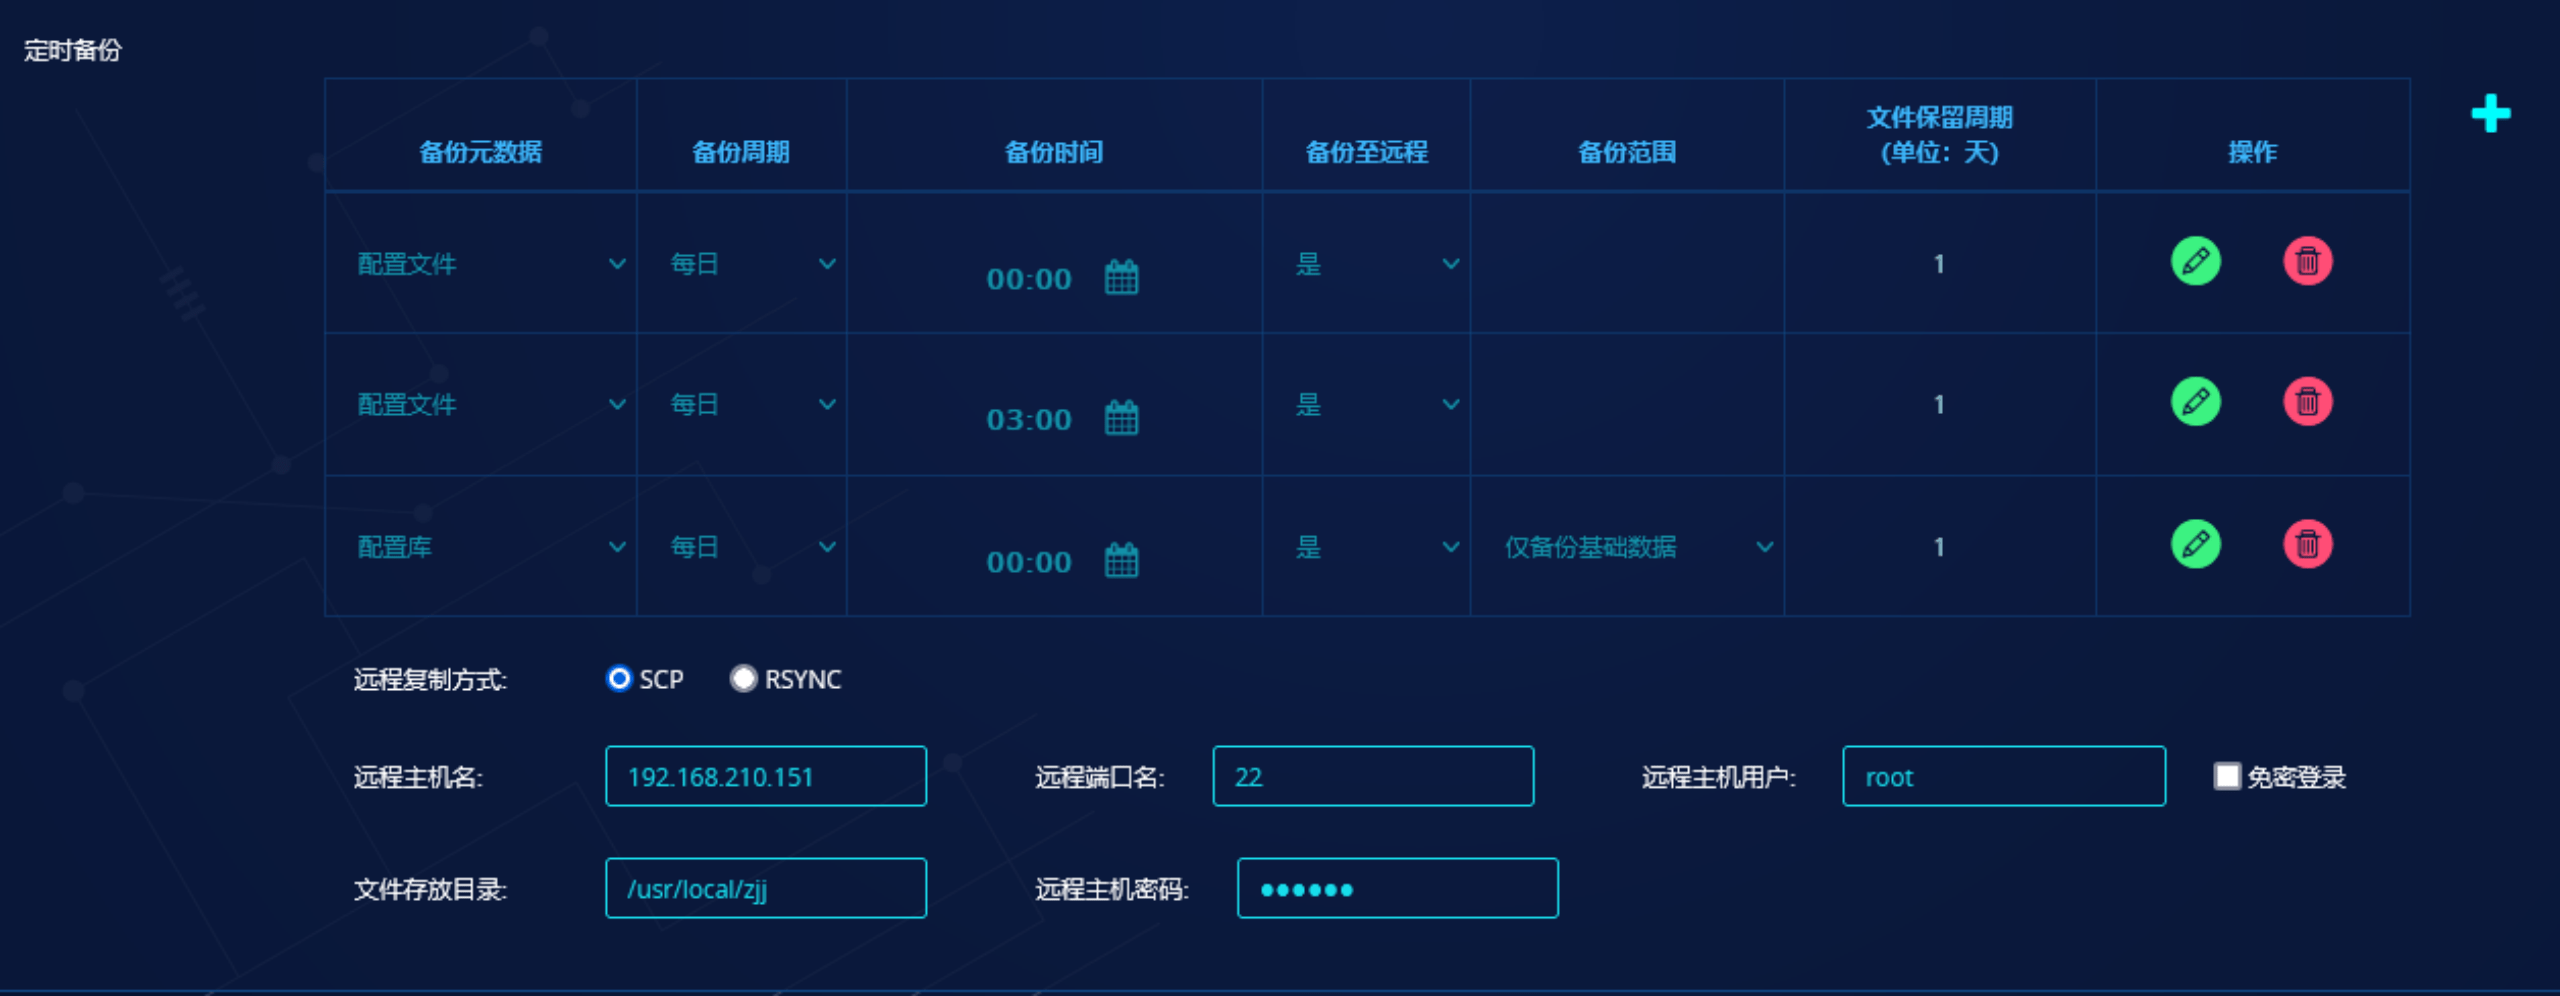 定时备份
备份元数据 备份周期 备份时间 备份至远程 备份范围 文件保留周期 操作
(单位：天)
配置文件 每日 00:00 是 1
配置文件 每日 03:00 是 1
配置库 每日 00:00 是 仅备份基础数据 1
远程复制方式: SCP RSYNC
远程主机名: 192.168.210.151 远程端口名: 22 远程主机用户: root 免密登录
文件存放目录: /usr/local/zjj 远程主机密码: ••••••